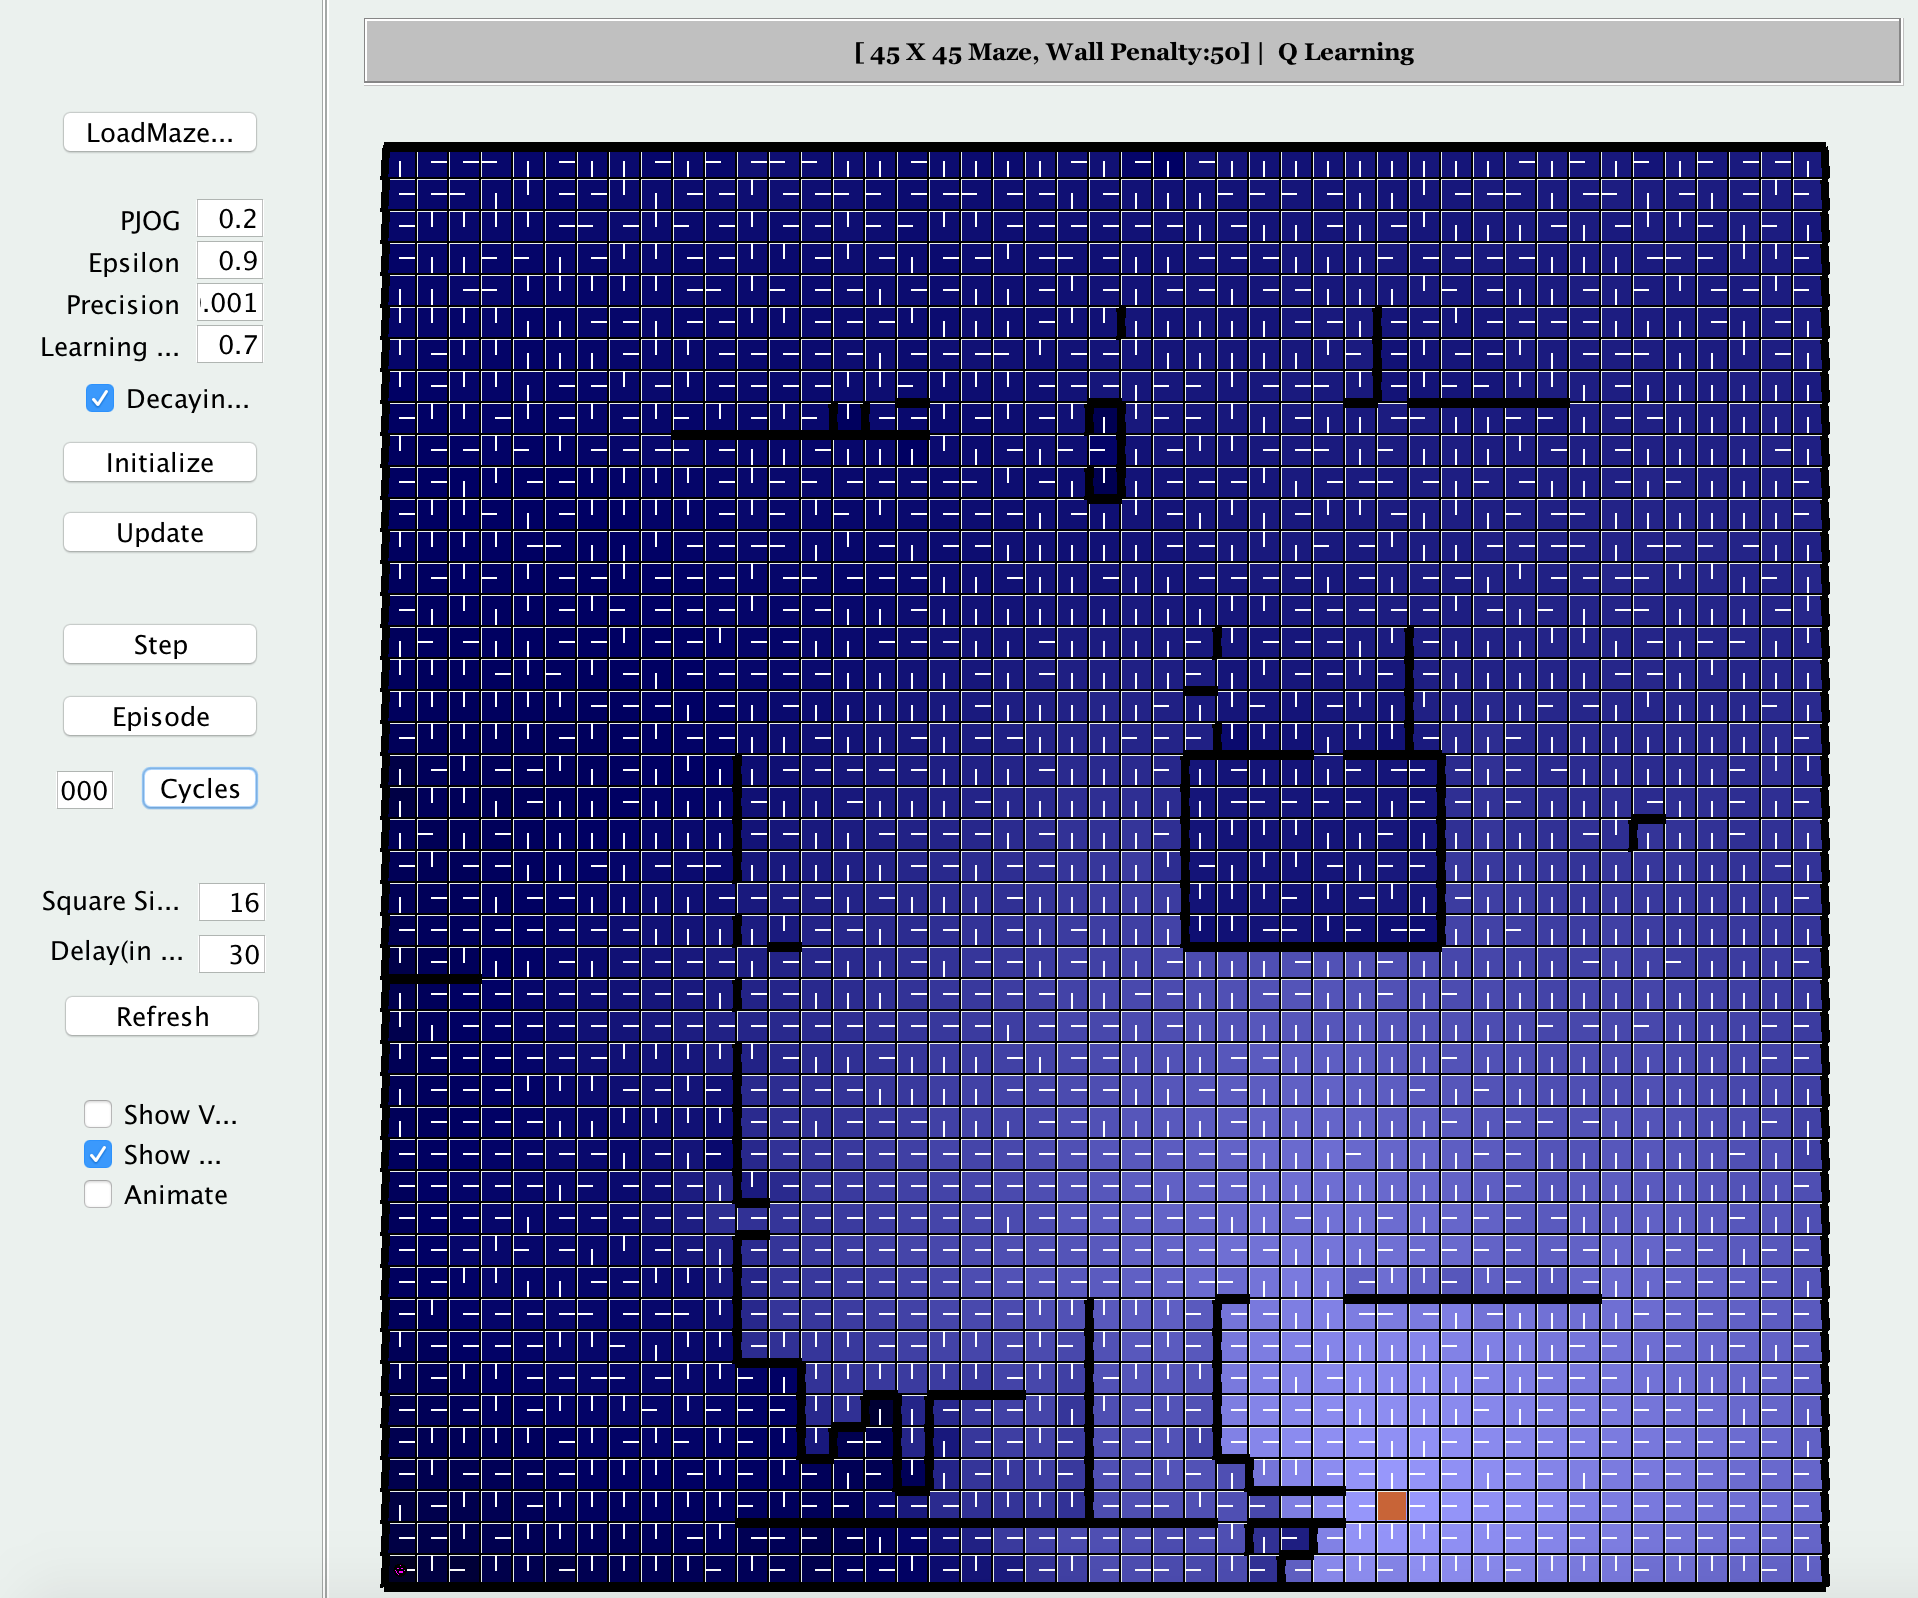 [ 45 X 45 Maze, Wall Penalty:50] | Q Learning
LoadMaze...
PJOG 0.2
Epsilon 0.9
Precision .001
Learning ... 0.7
Decayin...
Initialize
Update
Step
Episode
000 Cycles
Square Si... 16
Delay(in ... 30
Refresh
Show V...
Show ...
Animate